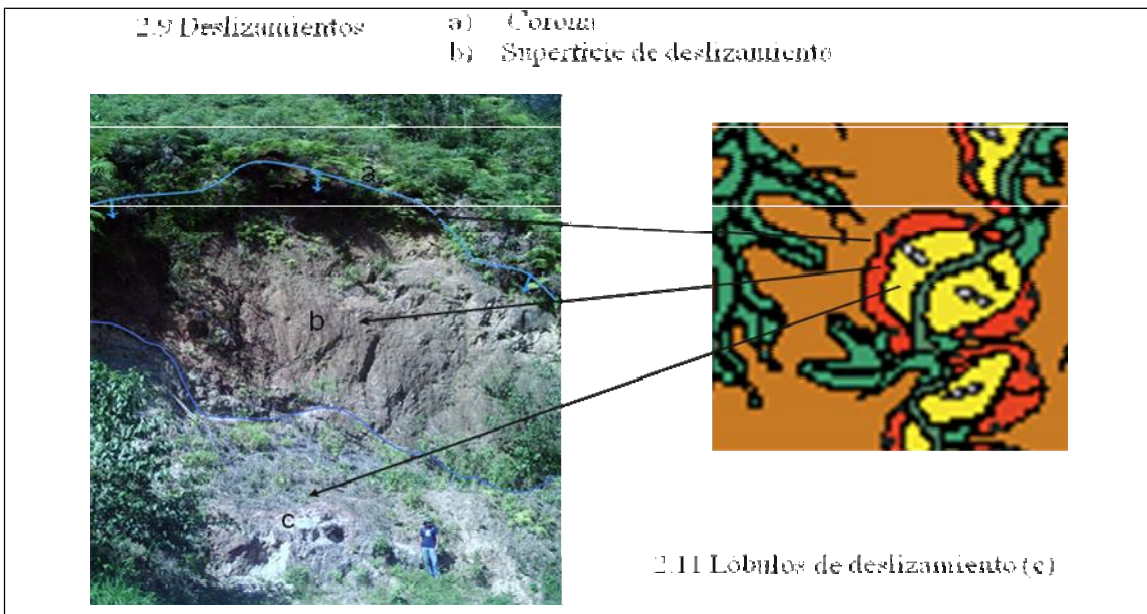 2.9 Deslizamientos
a) Corona
b) Superficie de deslizamiento
a
b
c
2.11 Lóbulos de deslizamiento (c)